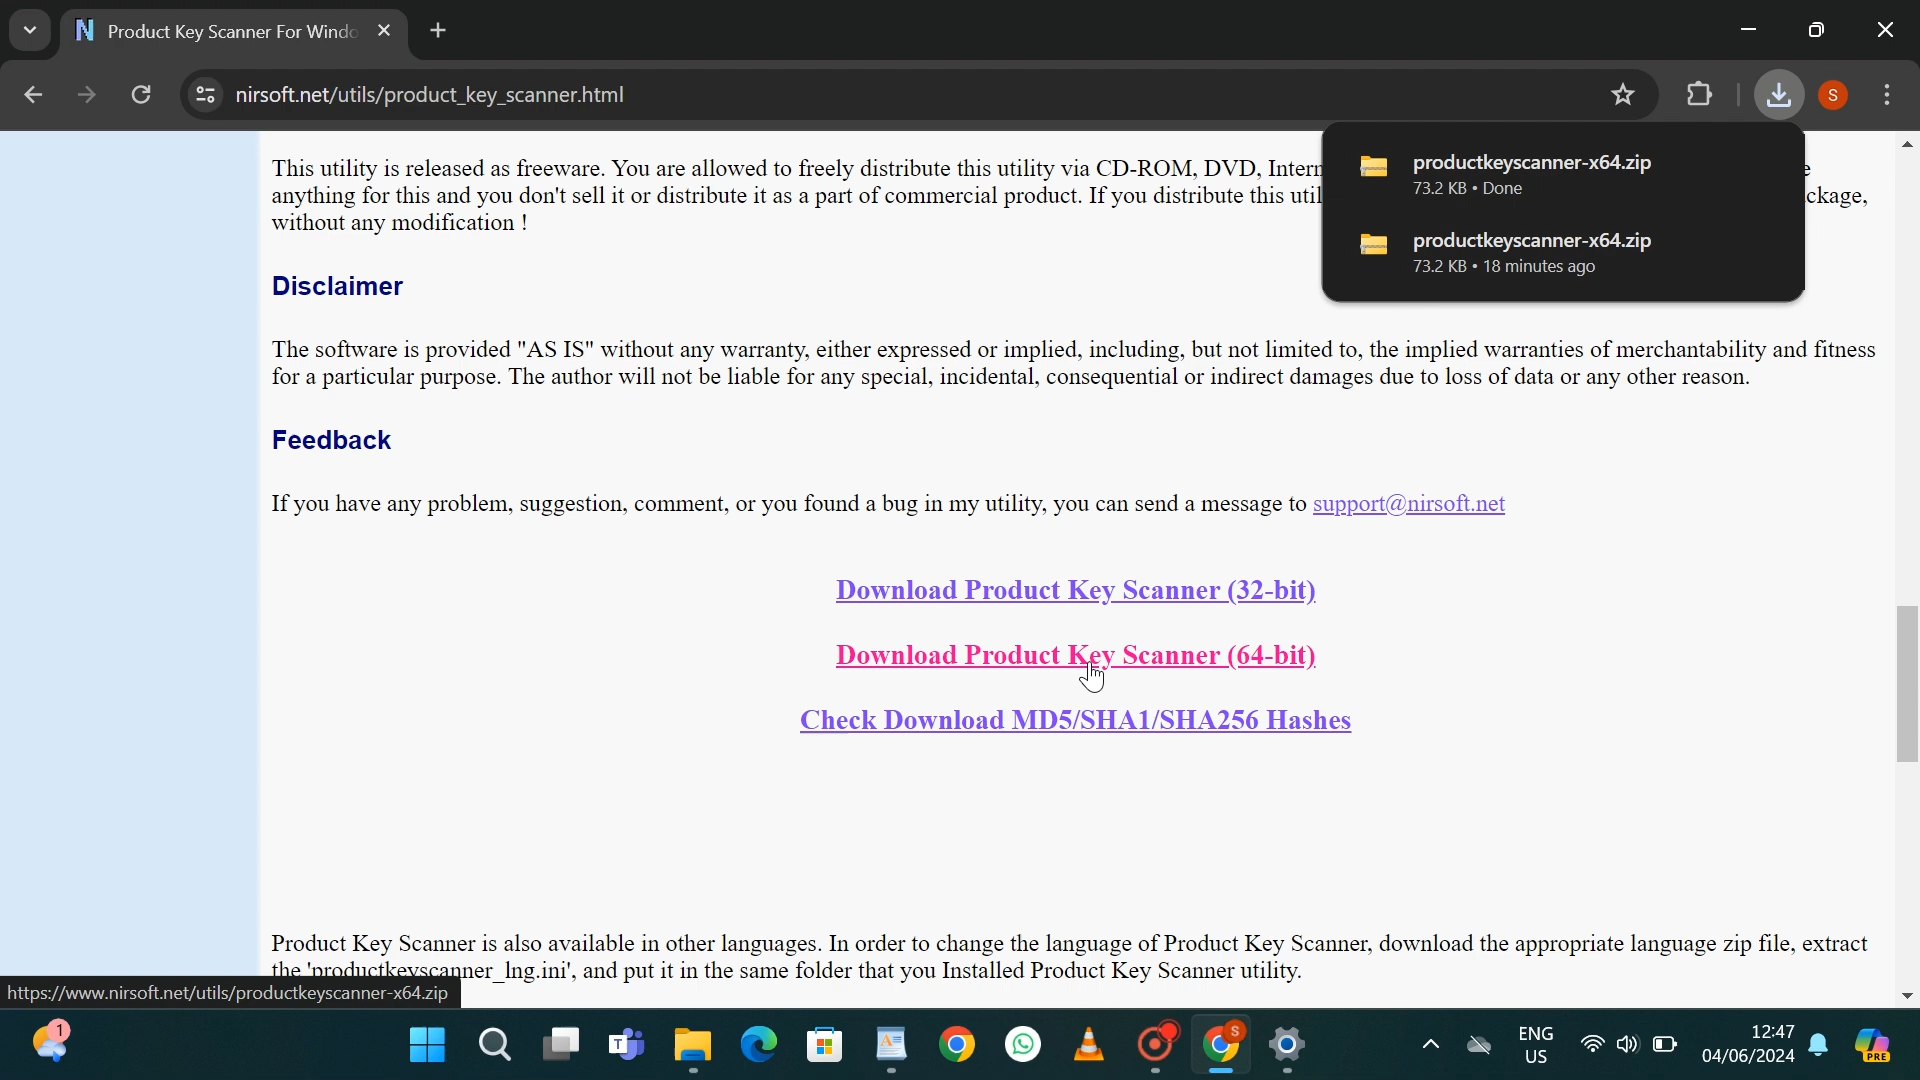 Product Key Scanner For Windo
nirsoft.net/utils/product_key_scanner.html
S
productkeyscanner-x64.zip
73.2 KB • Done
productkeyscanner-x64.zip
73.2 KB • 18 minutes ago
This utility is released as freeware. You are allowed to freely distribute this utility via CD-ROM, DVD, Intern
anything for this and you don't sell it or distribute it as a part of commercial product. If you distribute this util ckage,
without any modification !
Disclaimer
The software is provided "AS IS" without any warranty, either expressed or implied, including, but not limited to, the implied warranties of merchantability and fitness
for a particular purpose. The author will not be liable for any special, incidental, consequential or indirect damages due to loss of data or any other reason.
Feedback
If you have any problem, suggestion, comment, or you found a bug in my utility, you can send a message to support@nirsoft.net
Download Product Key Scanner (32-bit)
Download Product Key Scanner (64-bit)
Check Download MD5/SHA1/SHA256 Hashes
Product Key Scanner is also available in other languages. In order to change the language of Product Key Scanner, download the appropriate language zip file, extract
the 'productkeyscanner_lng.ini', and put it in the same folder that you Installed Product Key Scanner utility.
https://www.nirsoft.net/utils/productkeyscanner-x64.zip
1
T
S
ENG
US
12:47
04/06/2024
PRE